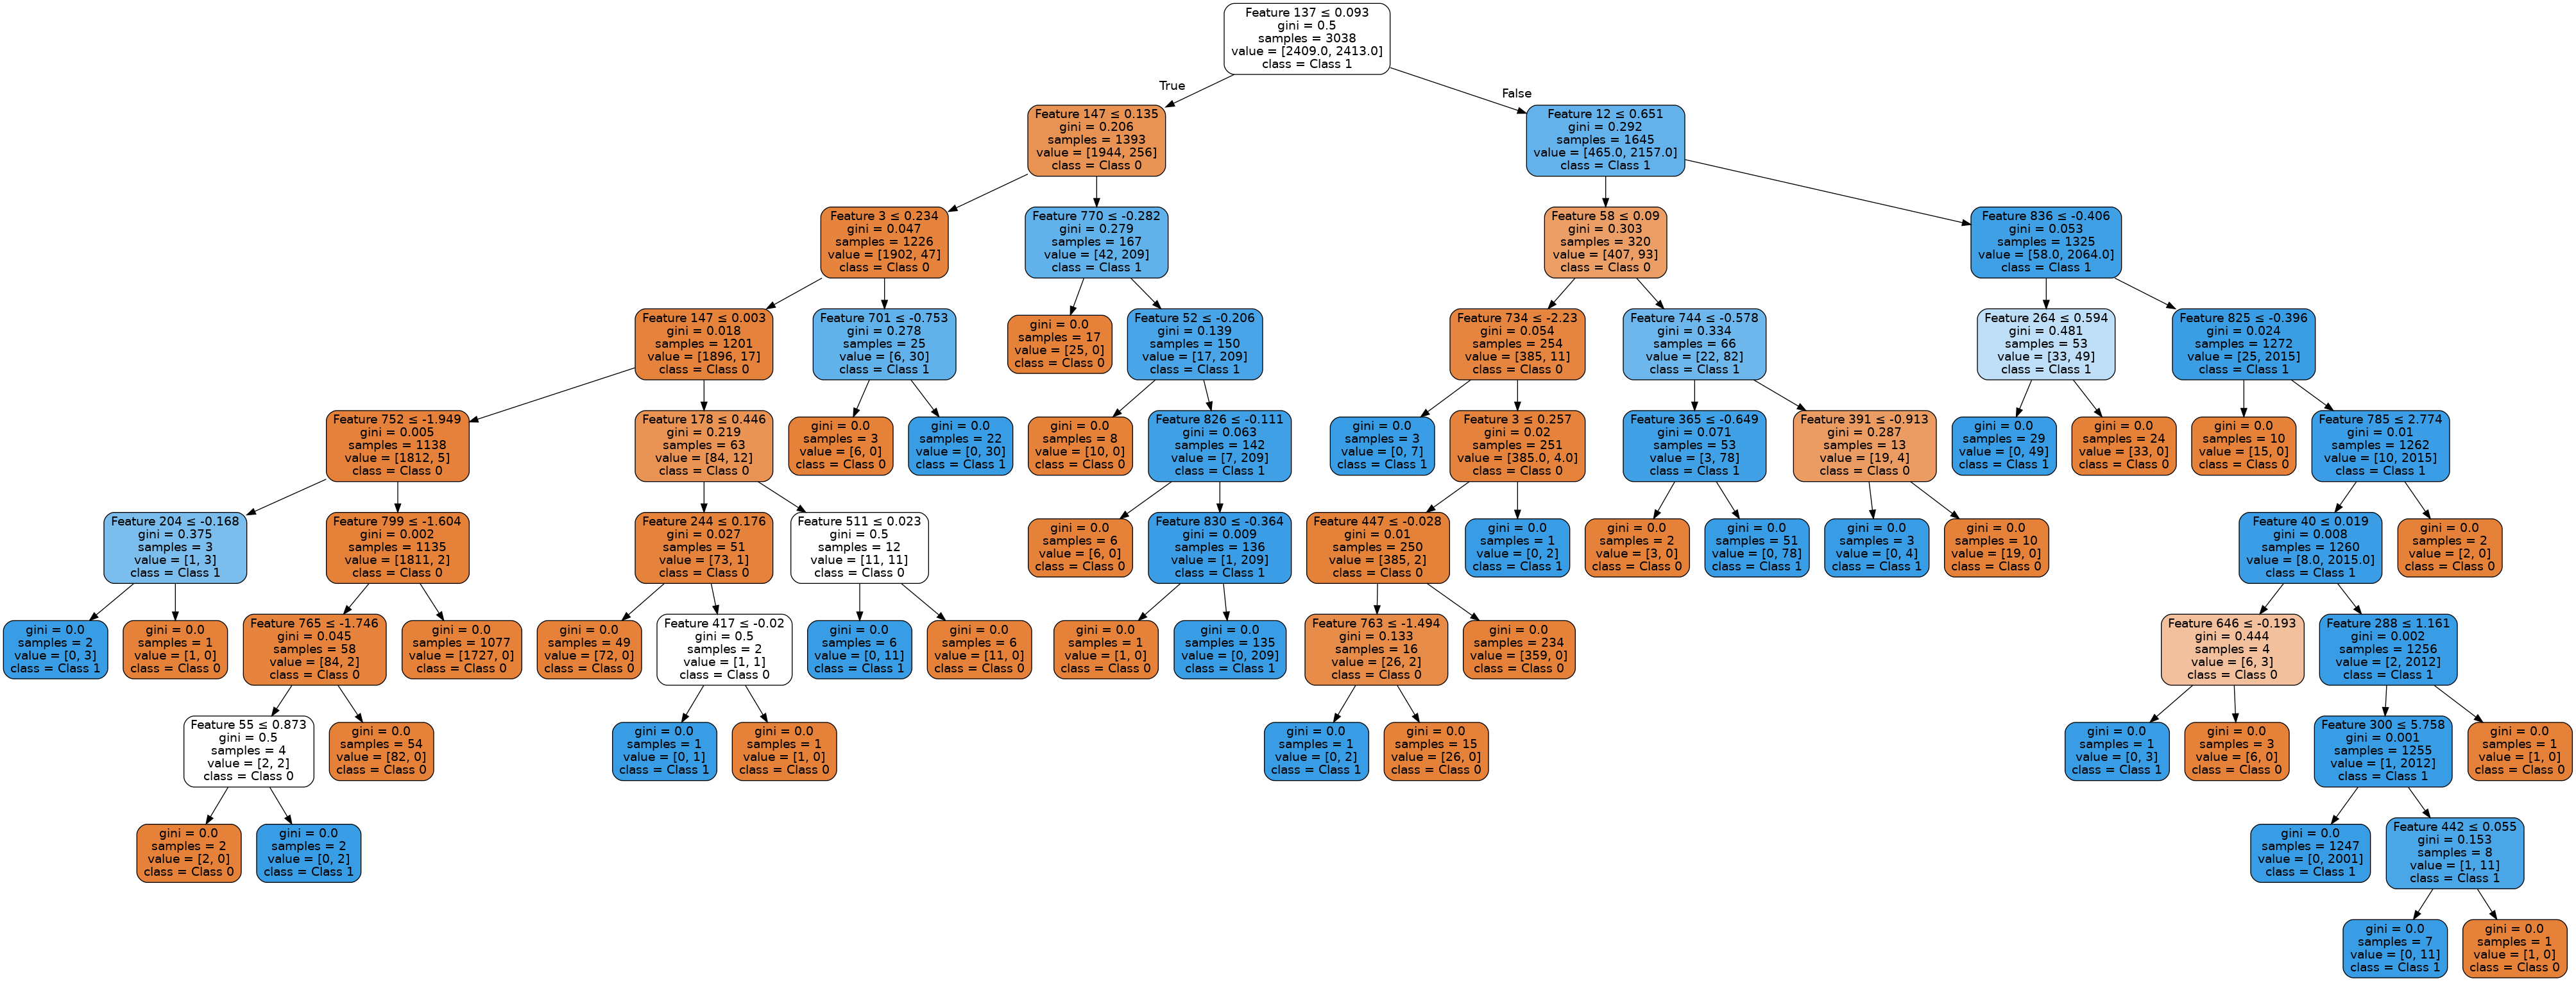 Feature 137 ≤ 0.093
gini = 0.5
samples = 3038
value = [2409.0, 2413.0]
class = Class 1
True
False
Feature 147 ≤ 0.135
gini = 0.206
samples = 1393
value = [1944, 256]
class = Class 0
Feature 12 ≤ 0.651
gini = 0.292
samples = 1645
value = [465.0, 2157.0]
class = Class 1
Feature 3 ≤ 0.234
gini = 0.047
samples = 1226
value = [1902, 47]
class = Class 0
Feature 770 ≤ -0.282
gini = 0.279
samples = 167
value = [42, 209]
class = Class 1
Feature 58 ≤ 0.09
gini = 0.303
samples = 320
value = [407, 93]
class = Class 0
Feature 836 ≤ -0.406
gini = 0.053
samples = 1325
value = [58.0, 2064.0]
class = Class 1
Feature 147 ≤ 0.003
gini = 0.018
samples = 1201
value = [1896, 17]
class = Class 0
Feature 701 ≤ -0.753
gini = 0.278
samples = 25
value = [6, 30]
class = Class 1
gini = 0.0
samples = 17
value = [25, 0]
class = Class 0
Feature 52 ≤ -0.206
gini = 0.139
samples = 150
value = [17, 209]
class = Class 1
Feature 734 ≤ -2.23
gini = 0.054
samples = 254
value = [385, 11]
class = Class 0
Feature 744 ≤ -0.578
gini = 0.334
samples = 66
value = [22, 82]
class = Class 1
Feature 264 ≤ 0.594
gini = 0.481
samples = 53
value = [33, 49]
class = Class 1
Feature 825 ≤ -0.396
gini = 0.024
samples = 1272
value = [25, 2015]
class = Class 1
Feature 752 ≤ -1.949
gini = 0.005
samples = 1138
value = [1812, 5]
class = Class 0
Feature 178 ≤ 0.446
gini = 0.219
samples = 63
value = [84, 12]
class = Class 0
gini = 0.0
samples = 3
value = [6, 0]
class = Class 0
gini = 0.0
samples = 22
value = [0, 30]
class = Class 1
gini = 0.0
samples = 8
value = [10, 0]
class = Class 0
Feature 826 ≤ -0.111
gini = 0.063
samples = 142
value = [7, 209]
class = Class 1
gini = 0.0
samples = 3
value = [0, 7]
class = Class 1
Feature 3 ≤ 0.257
gini = 0.02
samples = 251
value = [385.0, 4.0]
class = Class 0
Feature 365 ≤ -0.649
gini = 0.071
samples = 53
value = [3, 78]
class = Class 1
Feature 391 ≤ -0.913
gini = 0.287
samples = 13
value = [19, 4]
class = Class 0
gini = 0.0
samples = 29
value = [0, 49]
class = Class 1
gini = 0.0
samples = 24
value = [33, 0]
class = Class 0
gini = 0.0
samples = 10
value = [15, 0]
class = Class 0
Feature 785 ≤ 2.774
gini = 0.01
samples = 1262
value = [10, 2015]
class = Class 1
Feature 204 ≤ -0.168
gini = 0.375
samples = 3
value = [1, 3]
class = Class 1
Feature 799 ≤ -1.604
gini = 0.002
samples = 1135
value = [1811, 2]
class = Class 0
Feature 244 ≤ 0.176
gini = 0.027
samples = 51
value = [73, 1]
class = Class 0
Feature 511 ≤ 0.023
gini = 0.5
samples = 12
value = [11, 11]
class = Class 0
gini = 0.0
samples = 6
value = [6, 0]
class = Class 0
Feature 830 ≤ -0.364
gini = 0.009
samples = 136
value = [1, 209]
class = Class 1
Feature 447 ≤ -0.028
gini = 0.01
samples = 250
value = [385, 2]
class = Class 0
gini = 0.0
samples = 1
value = [0, 2]
class = Class 1
gini = 0.0
samples = 2
value = [3, 0]
class = Class 0
gini = 0.0
samples = 51
value = [0, 78]
class = Class 1
gini = 0.0
samples = 3
value = [0, 4]
class = Class 1
gini = 0.0
samples = 10
value = [19, 0]
class = Class 0
Feature 40 ≤ 0.019
gini = 0.008
samples = 1260
value = [8.0, 2015.0]
class = Class 1
gini = 0.0
samples = 2
value = [2, 0]
class = Class 0
gini = 0.0
samples = 2
value = [0, 3]
class = Class 1
gini = 0.0
samples = 1
value = [1, 0]
class = Class 0
Feature 765 ≤ -1.746
gini = 0.045
samples = 58
value = [84, 2]
class = Class 0
gini = 0.0
samples = 1077
value = [1727, 0]
class = Class 0
gini = 0.0
samples = 49
value = [72, 0]
class = Class 0
Feature 417 ≤ -0.02
gini = 0.5
samples = 2
value = [1, 1]
class = Class 0
gini = 0.0
samples = 6
value = [0, 11]
class = Class 1
gini = 0.0
samples = 6
value = [11, 0]
class = Class 0
gini = 0.0
samples = 1
value = [1, 0]
class = Class 0
gini = 0.0
samples = 135
value = [0, 209]
class = Class 1
Feature 763 ≤ -1.494
gini = 0.133
samples = 16
value = [26, 2]
class = Class 0
gini = 0.0
samples = 234
value = [359, 0]
class = Class 0
Feature 646 ≤ -0.193
gini = 0.444
samples = 4
value = [6, 3]
class = Class 0
Feature 288 ≤ 1.161
gini = 0.002
samples = 1256
value = [2, 2012]
class = Class 1
Feature 55 ≤ 0.873
gini = 0.5
samples = 4
value = [2, 2]
class = Class 0
gini = 0.0
samples = 54
value = [82, 0]
class = Class 0
gini = 0.0
samples = 1
value = [0, 1]
class = Class 1
gini = 0.0
samples = 1
value = [1, 0]
class = Class 0
gini = 0.0
samples = 1
value = [0, 2]
class = Class 1
gini = 0.0
samples = 15
value = [26, 0]
class = Class 0
gini = 0.0
samples = 1
value = [0, 3]
class = Class 1
gini = 0.0
samples = 3
value = [6, 0]
class = Class 0
Feature 300 ≤ 5.758
gini = 0.001
samples = 1255
value = [1, 2012]
class = Class 1
gini = 0.0
samples = 1
value = [1, 0]
class = Class 0
gini = 0.0
samples = 2
value = [2, 0]
class = Class 0
gini = 0.0
samples = 2
value = [0, 2]
class = Class 1
gini = 0.0
samples = 1247
value = [0, 2001]
class = Class 1
Feature 442 ≤ 0.055
gini = 0.153
samples = 8
value = [1, 11]
class = Class 1
gini = 0.0
samples = 7
value = [0, 11]
class = Class 1
gini = 0.0
samples = 1
value = [1, 0]
class = Class 0